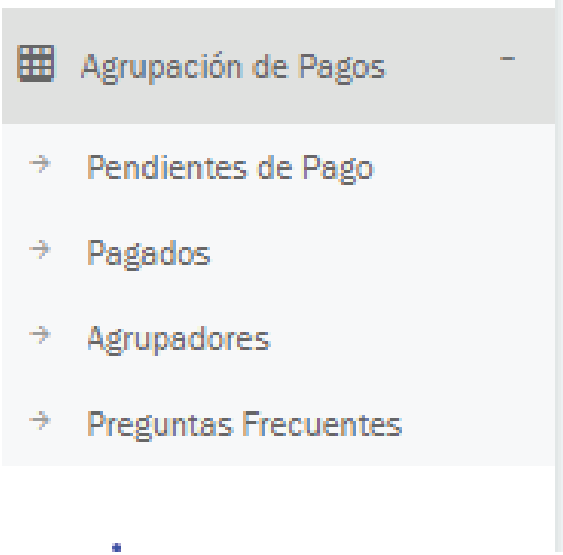 Agrupación de Pagos
Pendientes de Pago
Pagados
Agrupadores
Preguntas Frecuentes